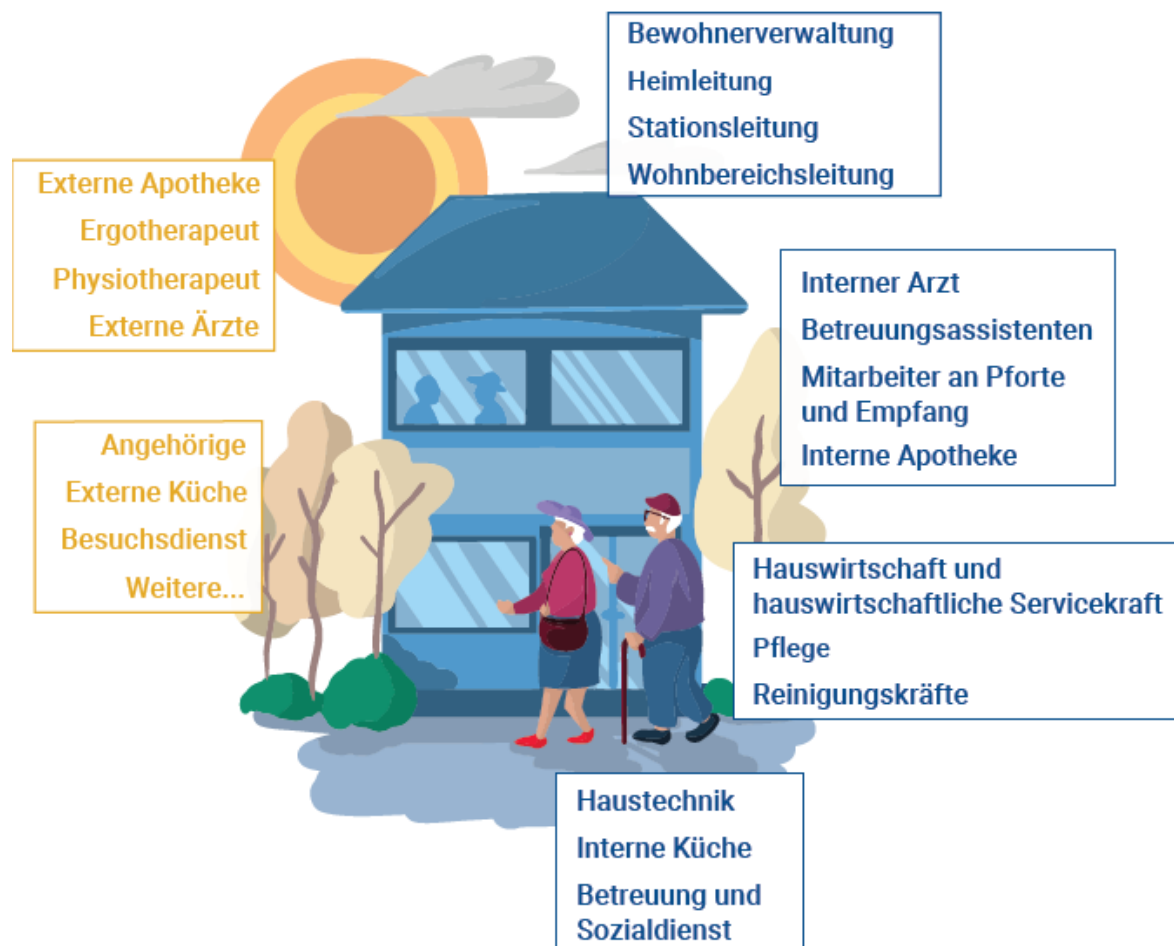 Bewohnerverwaltung
Heimleitung
Stationsleitung
Wohnbereichsleitung
Externe Apotheke
Ergotherapeut
Physiotherapeut
Externe Ärzte
Interner Arzt
Betreuungsassistenten
Mitarbeiter an Pforte
und Empfang
Interne Apotheke
Angehörige
Externe Küche
Besuchsdienst
Weitere...
Hauswirtschaft und
hauswirtschaftliche Servicekraft
Pflege
Reinigungskräfte
Haustechnik
Interne Küche
Betreuung und
Sozialdienst